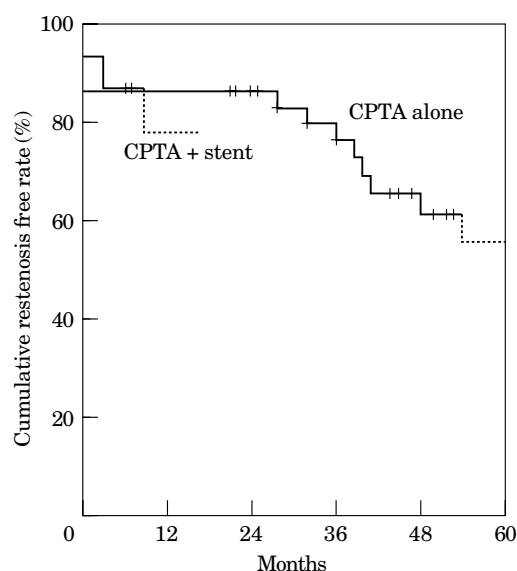 Cumulative restenosis free rate (%)
100
80
60
40
20
0
CPTA alone
CPTA + stent
12
24
36
48
60
Months